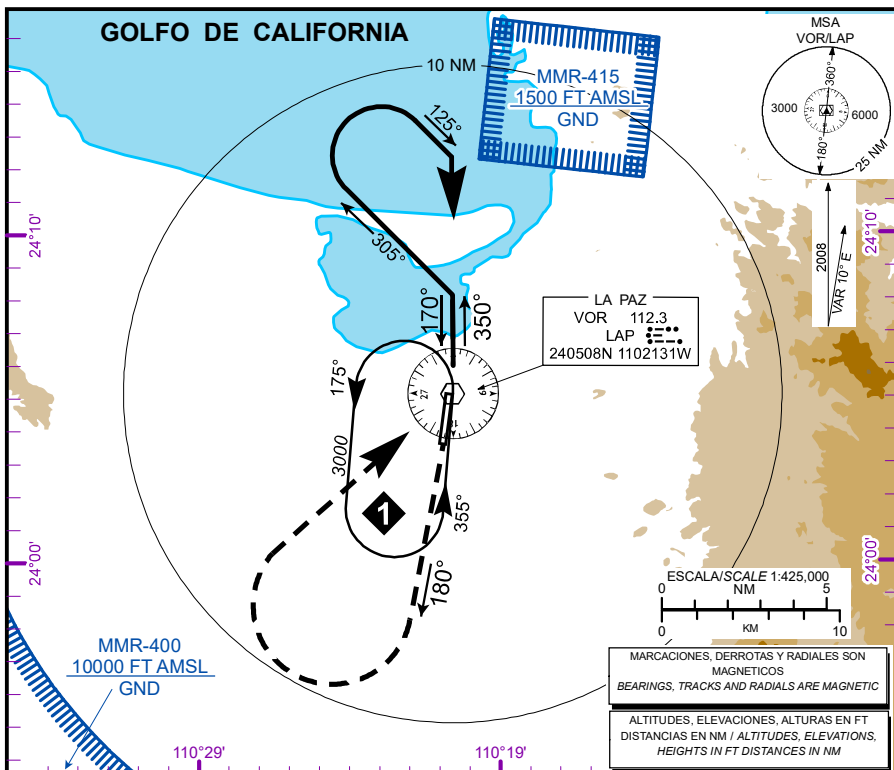 GOLFO DE CALIFORNIA
10 NM
MMR-415
1500 FT AMSL
GND
MSA
VOR/LAP
360°
3000
6000
180°
25 NM
125°
305°
24°10'
24°10'
2008
VAR 10° E
170°
350°
LA PAZ
VOR 112.3
LAP
240508N 1102131W
175°
3000
27
9
18
1
355°
180°
24°00'
24°00'
ESCALA/SCALE 1:425,000
NM
0
5
KM
0
10
MMR-400
10000 FT AMSL
GND
MARCACIONES, DERROTAS Y RADIALES SON
MAGNETICOS
BEARINGS, TRACKS AND RADIALS ARE MAGNETIC
ALTITUDES, ELEVACIONES, ALTURAS EN FT
DISTANCIAS EN NM / ALTITUDES, ELEVATIONS,
HEIGHTS IN FT DISTANCES IN NM
110°29'
110°19'